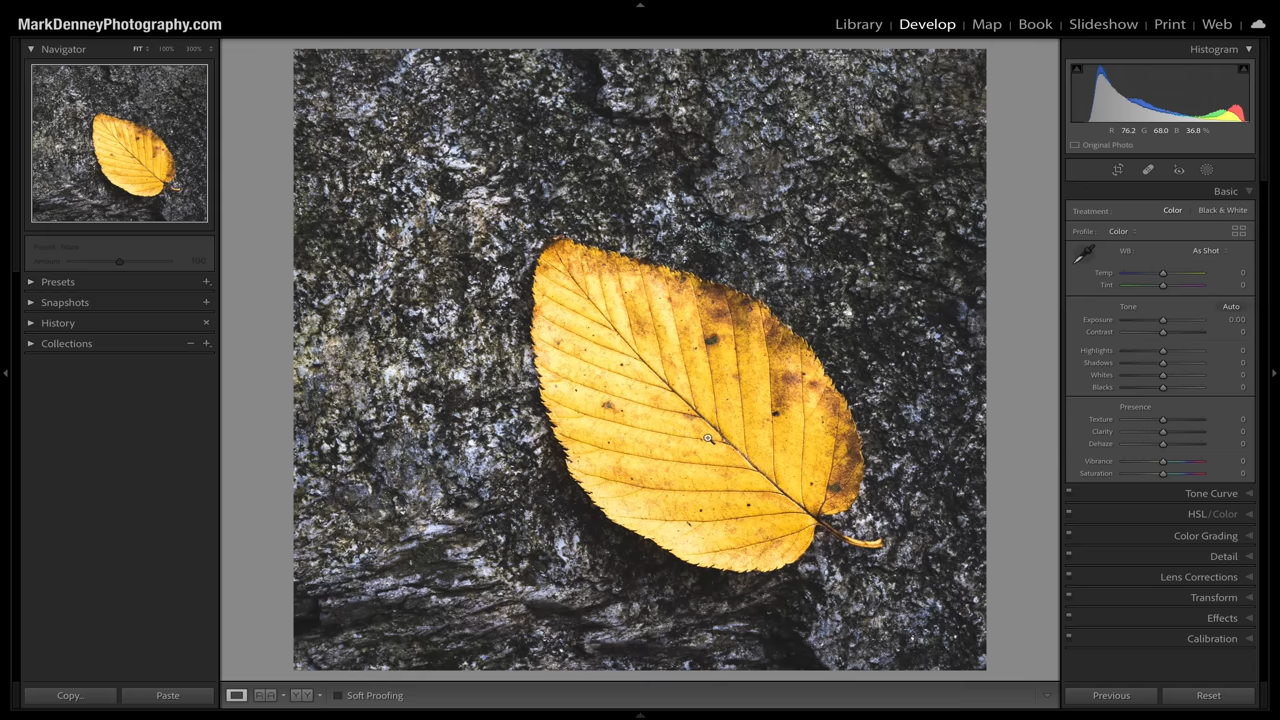 MarkDenneyPhotography.com
Library | Develop | Map | Book | Slideshow | Print | Web
Navigator FIT 100% 300%
Preset: None
Amount 100
Presets
Snapshots
History
Collections
Copy... Paste
Soft Proofing
Histogram
R 76.2 G 68.0 B 36.8 %
Original Photo
Basic
Treatment: Color Black & White
Profile: Color
WB: As Shot
Temp 0
Tint 0
Tone Auto
Exposure 0.00
Contrast 0
Highlights 0
Shadows 0
Whites 0
Blacks 0
Presence
Texture 0
Clarity 0
Dehaze 0
Vibrance 0
Saturation 0
Tone Curve
HSL / Color
Color Grading
Detail
Lens Corrections
Transform
Effects
Calibration
Previous Reset